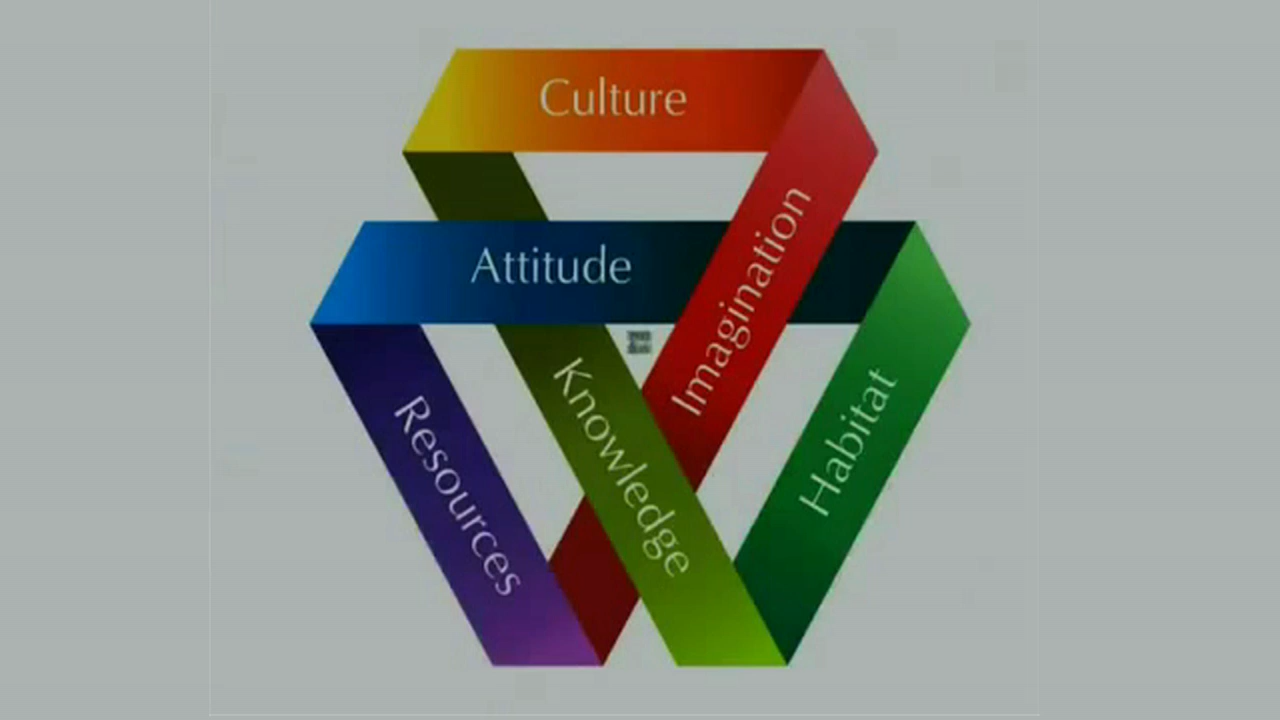 Culture
Attitude
Imagination
Knowledge
Resources
Habitat